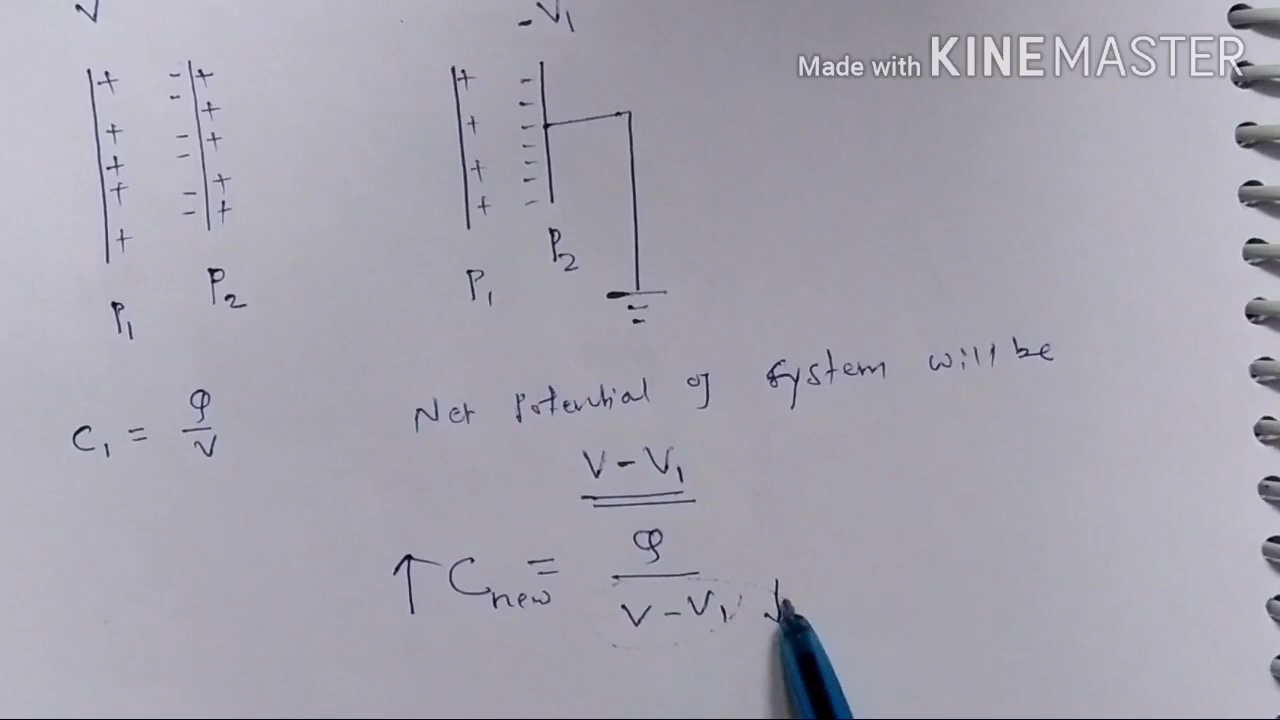 V
- V₁
Made with KINEMASTER
P₁
P₂
P₁
P₂
C₁ = Q/V
Net potential of system will be
V - V₁
↑ Cnew = Q/V - V₁ ↓